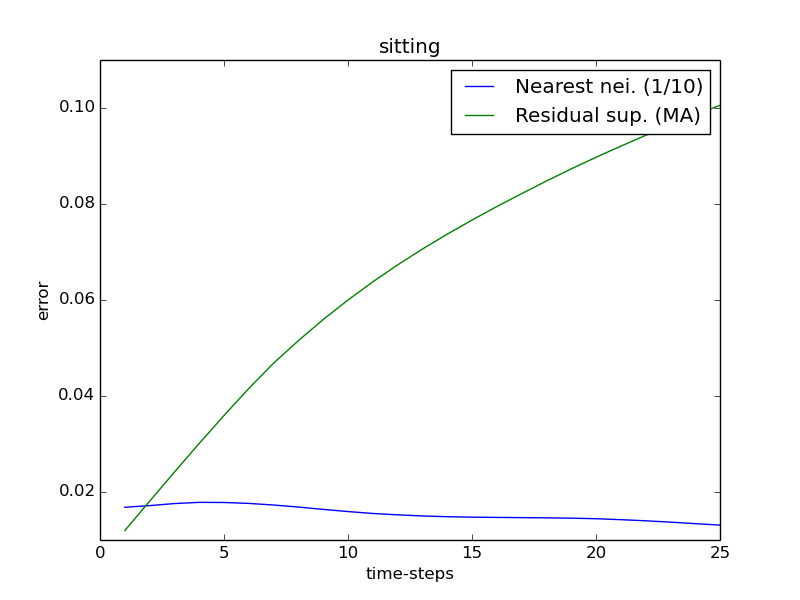 sitting
Nearest nei. (1/10)
Residual sup. (MA)
0.10
0.08
0.06
0.04
0.02
error
0 5 10 15 20 25
time-steps